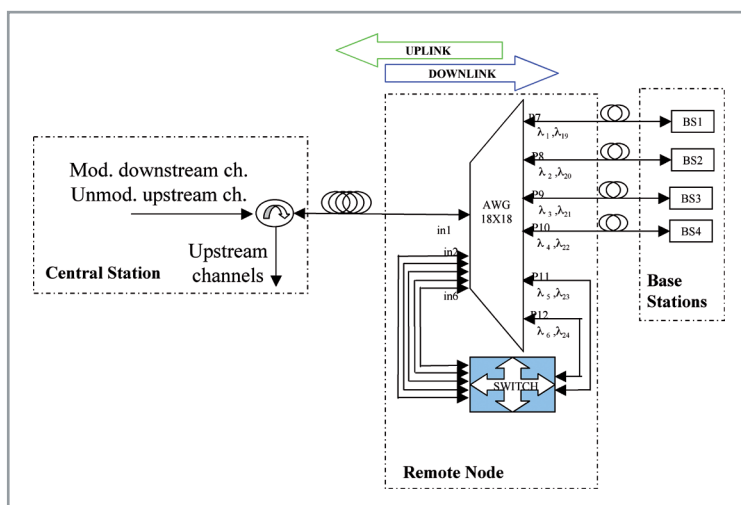 UPLINK
DOWNLINK
Mod. downstream ch.
Unmod. upstream ch.
Upstream
channels
Central Station
in1
in2
in6
AWG
18X18
P7
λ1,λ19
P8
λ2,λ20
P9
λ3,λ21
P10
λ4,λ22
P11
λ5,λ23
P12
λ6,λ24
SWITCH
Remote Node
BS1
BS2
BS3
BS4
Base
Stations